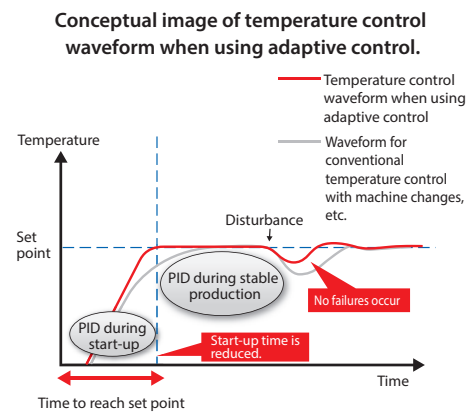 Conceptual image of temperature control
waveform when using adaptive control.
Temperature control
waveform when using
adaptive control
Waveform for
conventional
temperature control
with machine changes,
etc.
Temperature
Disturbance
Set
point
PID during stable
production
No failures occur
PID during
start-up
Start-up time is
reduced.
Time
Time to reach set point